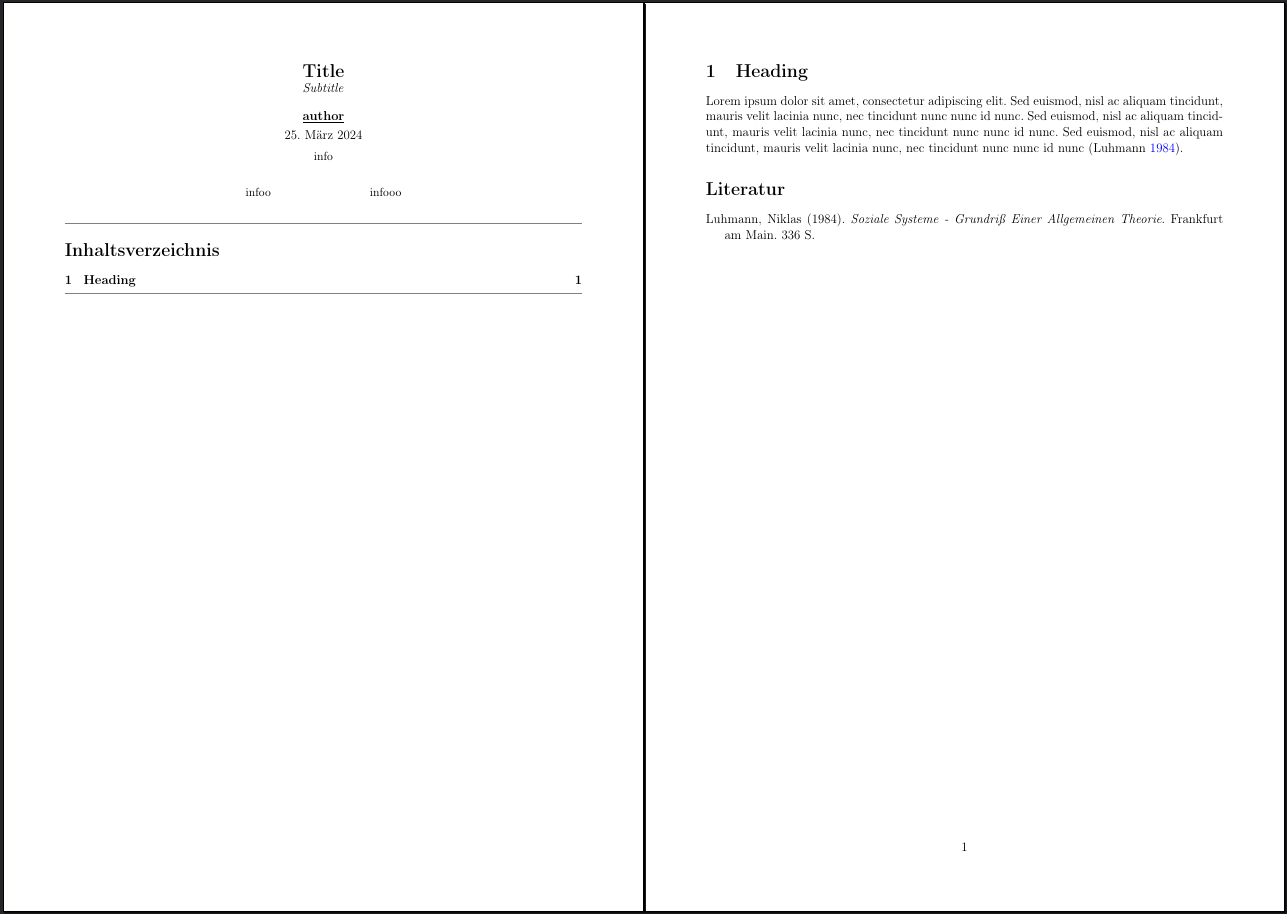 Title
Subtitle
author
25. März 2024
info
infoo infooo
Inhaltsverzeichnis
1 Heading 1
1 Heading
Lorem ipsum dolor sit amet, consectetur adipiscing elit. Sed euismod, nisl ac aliquam tincidunt,
mauris velit lacinia nunc, nec tincidunt nunc nunc id nunc. Sed euismod, nisl ac aliquam tincid-
unt, mauris velit lacinia nunc, nec tincidunt nunc nunc id nunc. Sed euismod, nisl ac aliquam
tincidunt, mauris velit lacinia nunc, nec tincidunt nunc nunc id nunc (Luhmann 1984).
Literatur
Luhmann, Niklas (1984). Soziale Systeme - Grundriß Einer Allgemeinen Theorie. Frankfurt
am Main. 336 S.
1